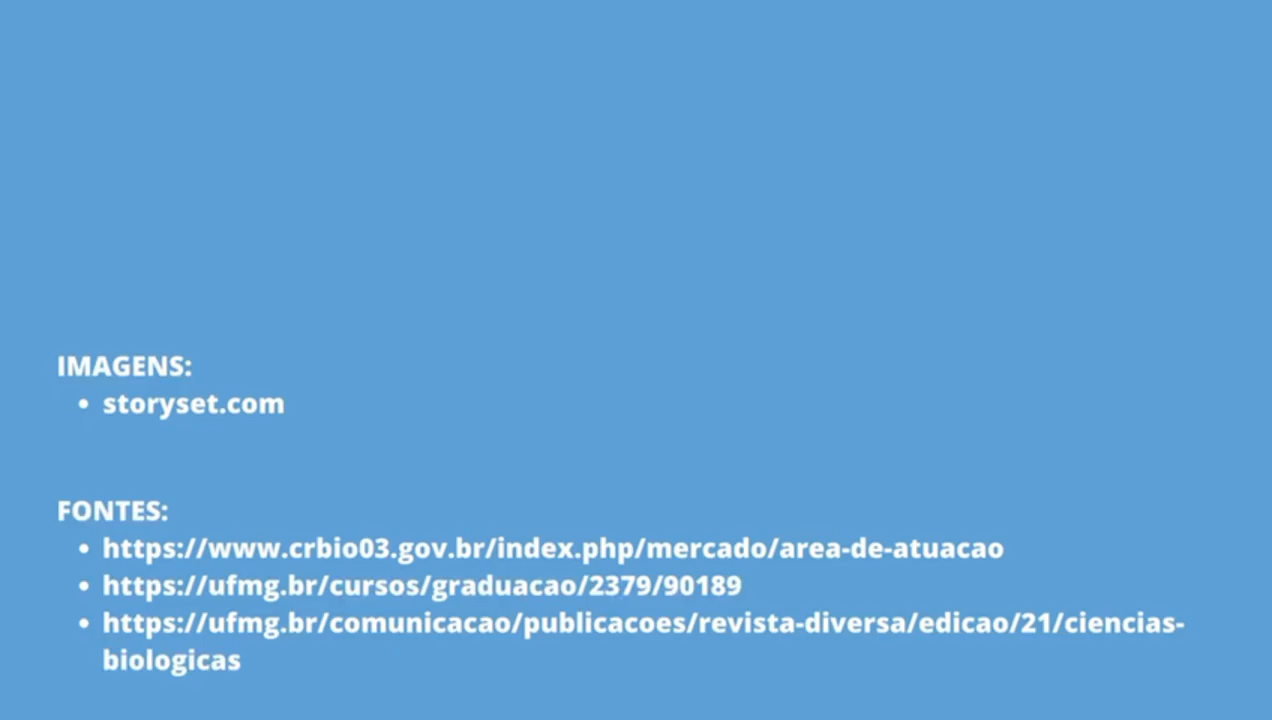 IMAGENS:
• storyset.com
FONTES:
• https://www.crbio03.gov.br/index.php/mercado/area-de-atuacao
• https://ufmg.br/cursos/graduacao/2379/90189
• https://ufmg.br/comunicacao/publicacoes/revista-diversa/edicao/21/ciencias-
biologicas